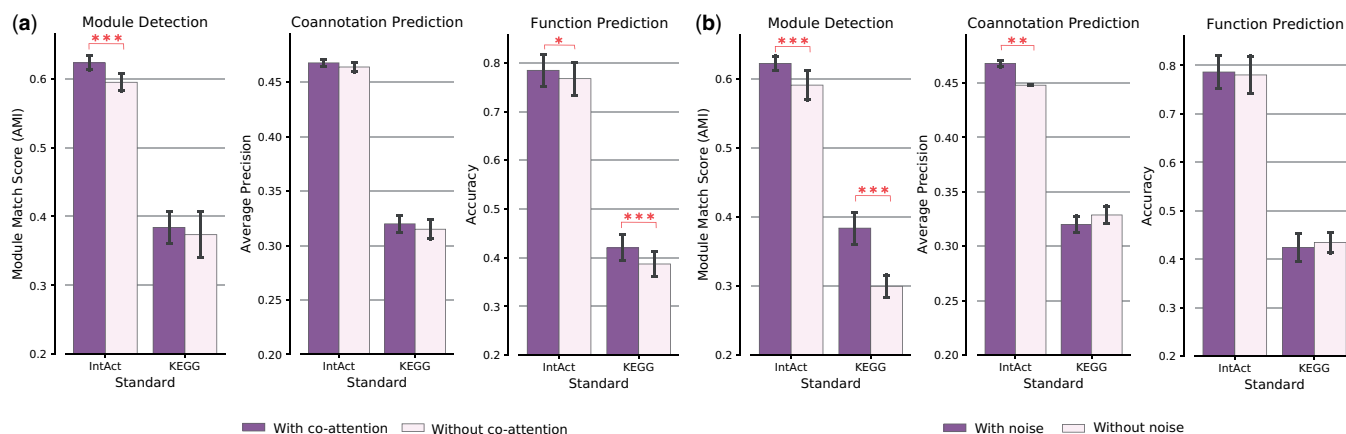 (a)
Module Detection
***
0.6
0.5
0.4
0.3
0.2
Module Match Score (AMI)
IntAct
KEGG
Standard
Coannotation Prediction
0.45
0.40
0.35
0.30
0.25
0.20
Average Precision
IntAct
KEGG
Standard
Function Prediction
*
***
0.8
0.7
0.6
0.5
0.4
0.3
0.2
Accuracy
IntAct
KEGG
Standard
With co-attention
Without co-attention
(b)
Module Detection
***
***
0.6
0.5
0.4
0.3
0.2
Module Match Score (AMI)
IntAct
KEGG
Standard
Coannotation Prediction
**
0.45
0.40
0.35
0.30
0.25
0.20
Average Precision
IntAct
KEGG
Standard
Function Prediction
0.8
0.7
0.6
0.5
0.4
0.3
0.2
Accuracy
IntAct
KEGG
Standard
With noise
Without noise